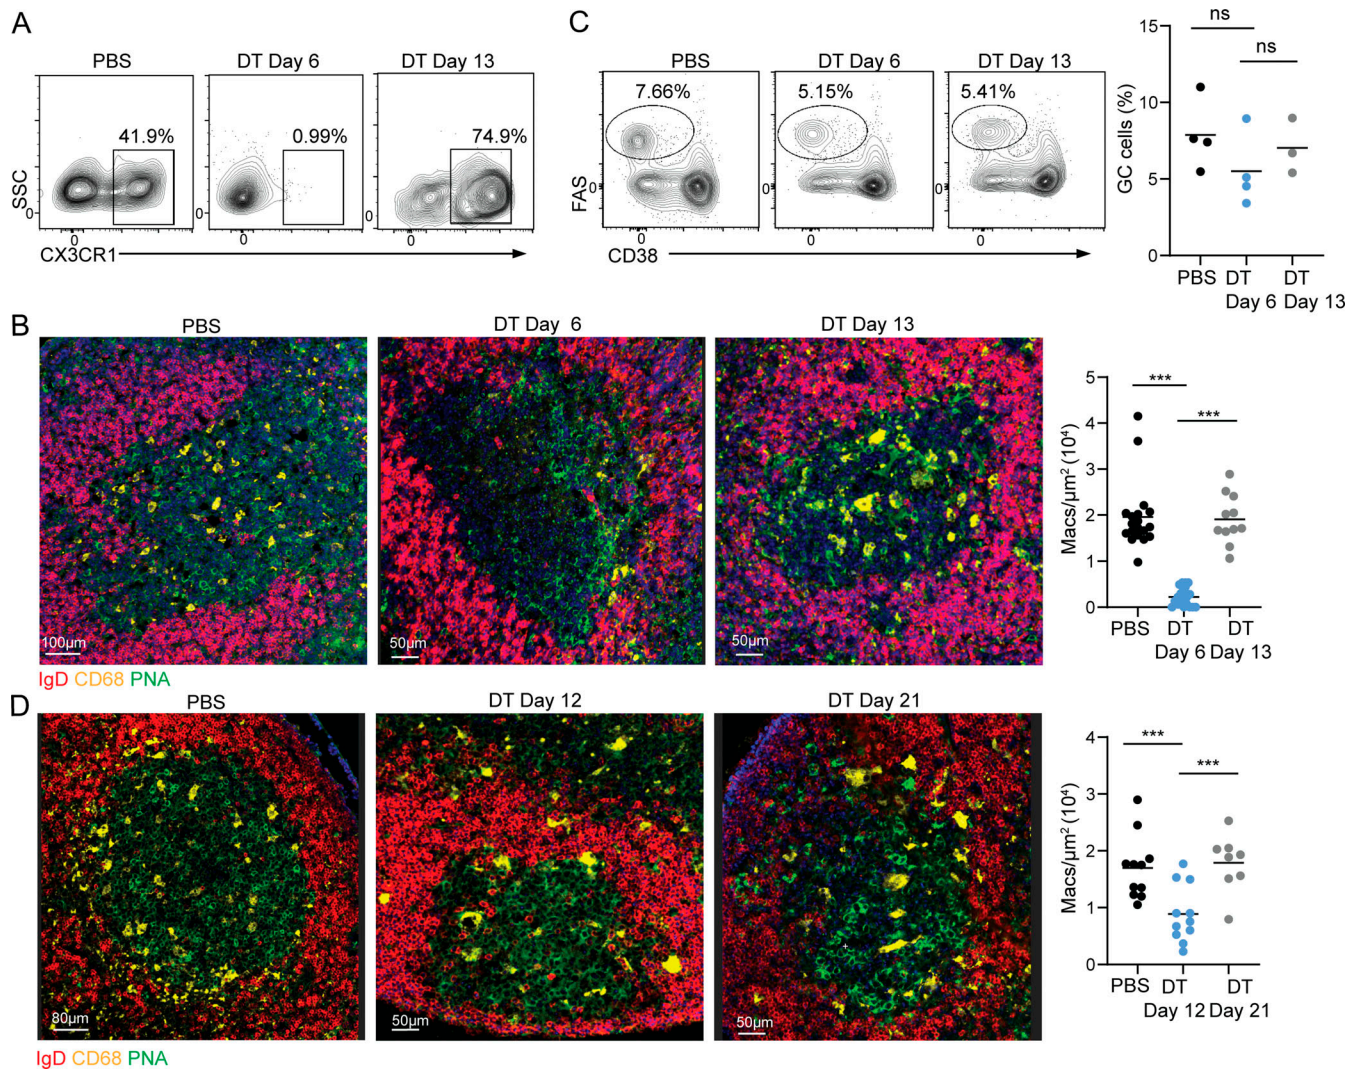 A
PBS
DT Day 6
DT Day 13
41.9%
0.99%
74.9%
SSC
0
0
0
0
0
0
CX3CR1
C
PBS
DT Day 6
DT Day 13
7.66%
5.15%
5.41%
FAS
0
0
0
0
0
0
CD38
ns
ns
15
10
5
0
GC cells (%)
PBS
DT
DT
Day 6
Day 13
B
PBS
DT Day 6
DT Day 13
100µm
50µm
50µm
IgD CD68 PNA
***
***
5
4
3
2
1
0
Macs/µm² (10⁴)
PBS
DT
DT
Day 6
Day 13
D
PBS
DT Day 12
DT Day 21
80µm
50µm
50µm
IgD CD68 PNA
***
***
4
3
2
1
0
Macs/µm² (10⁴)
PBS
DT
DT
Day 12
Day 21